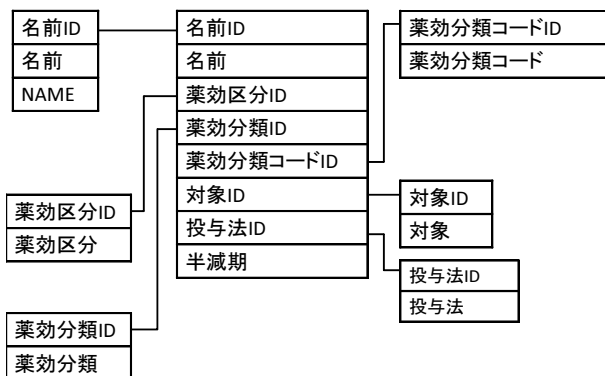 名前ID
名前
NAME
名前ID
名前
薬効区分ID
薬効分類ID
薬効分類コードID
対象ID
投与法ID
半減期
薬効分類コードID
薬効分類コード
薬効区分ID
薬効区分
対象ID
対象
投与法ID
投与法
薬効分類ID
薬効分類